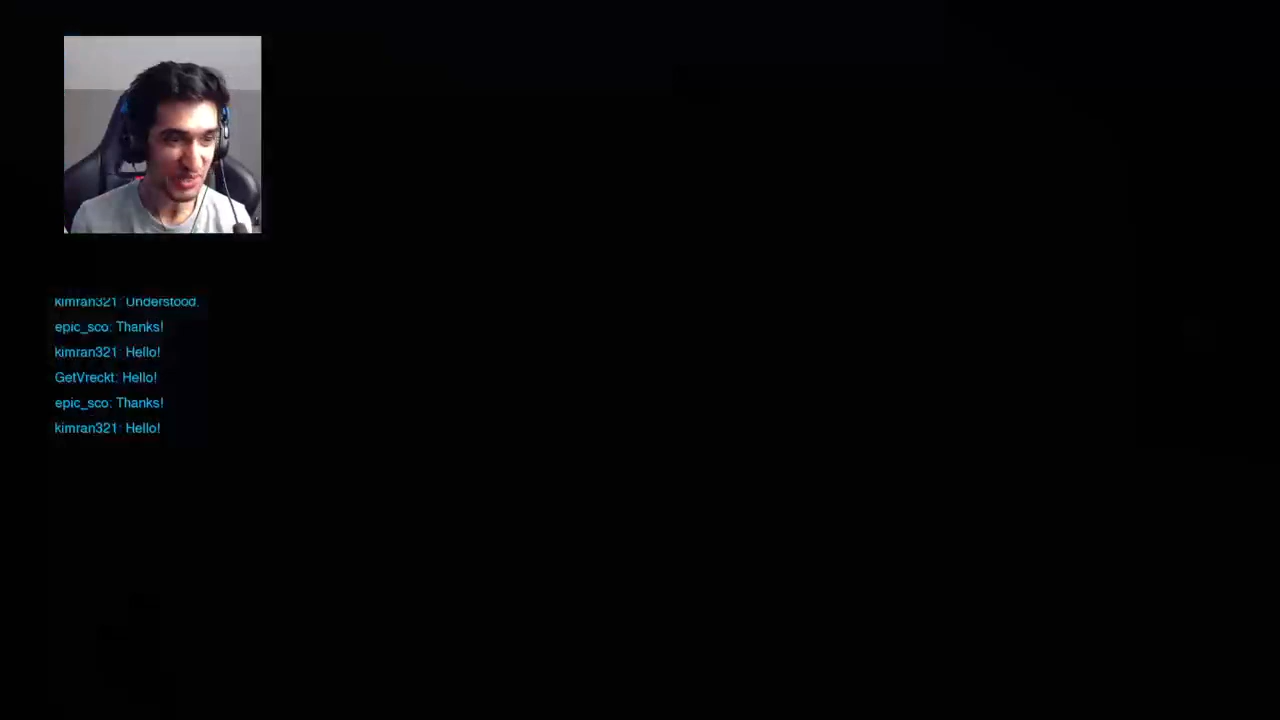 kimran321: Understood.
epic_sco: Thanks!
kimran321: Hello!
GetVreckt: Hello!
epic_sco: Thanks!
kimran321: Hello!